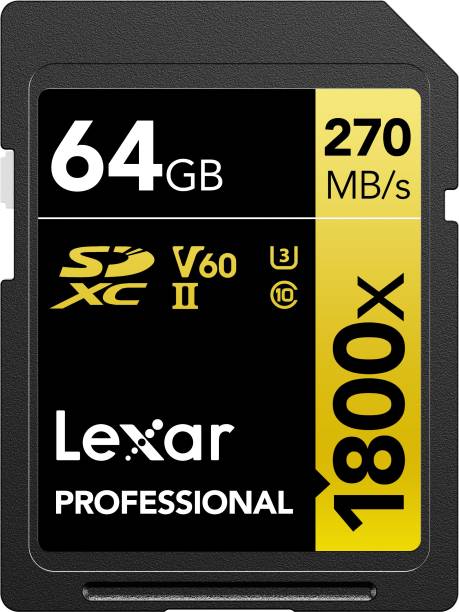 64GB
270
MB/s
SD
XC
V60
II
3
10
1800x
Lexar
PROFESSIONAL